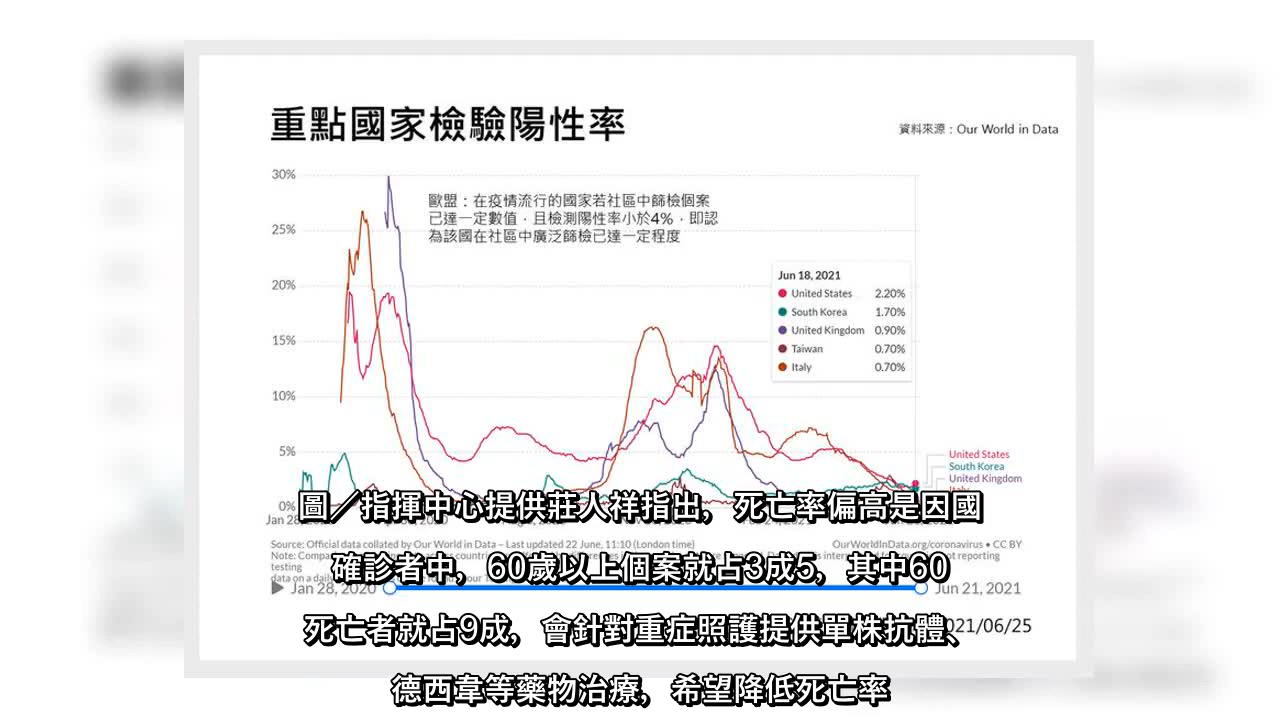 重點國家檢驗陽性率
資料來源：Our World in Data
30%
歐盟：在疫情流行的國家若社區中篩檢個案
已達一定數值，且檢測陽性率小於4%，即認
為該國在社區中廣泛篩檢已達一定程度
25%
Jun 18, 2021
United States 2.20%
South Korea 1.70%
United Kingdom 0.90%
Taiwan 0.70%
Italy 0.70%
20%
15%
10%
5%
United States
South Korea
United Kingdom
Italy
0%
圖／指揮中心提供莊人祥指出，死亡率偏高是因國
Jan 28
Source: Official data collated by Our World in Data – Last updated 22 June, 11:10 (London time)
OurWorldInData.org/coronavirus • CC BY
確診者中，60歲以上個案就占3成5，其中60
testing
data on a
Jan 28, 2020
Jun 21, 2021
死亡者就占9成，會針對重症照護提供單株抗體、
021/06/25
德西韋等藥物治療，希望降低死亡率